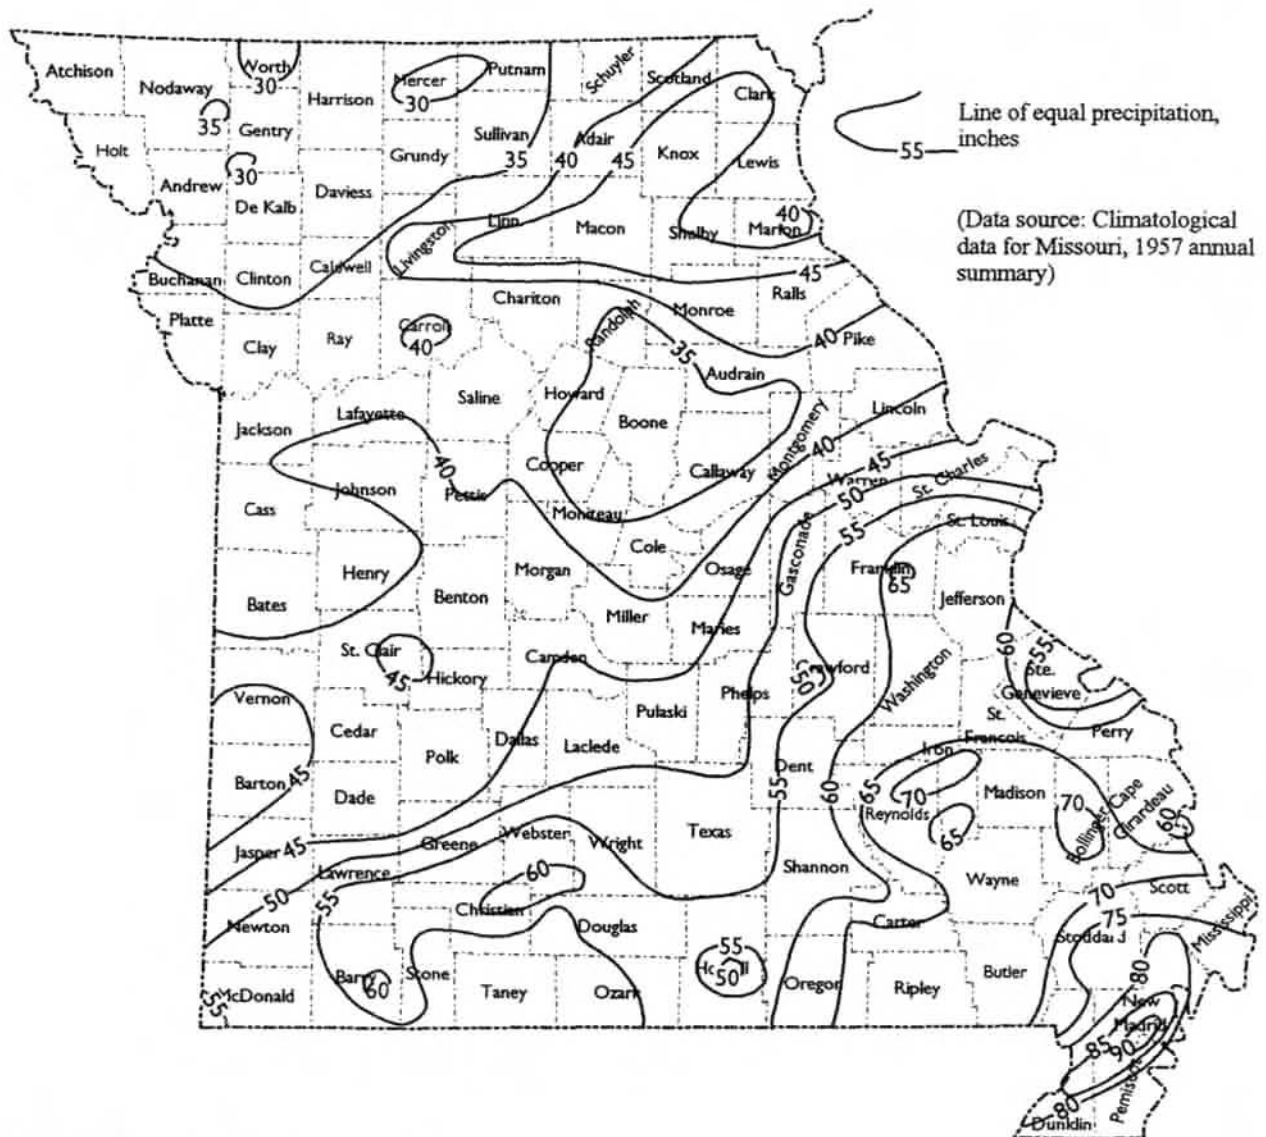 Atchison
Nodaway
Worth
30
Harrison
Mercer
30
Putnam
Schuyler
Scotland
Clark
Line of equal precipitation,
inches
55
35
Gentry
Holt
Andrew
30
De Kalb
Daviess
Grundy
Sullivan
35
40
Adair
45
Knox
Lewis
(Data source: Climatological
data for Missouri, 1957 annual
summary)
Buchanan
Clinton
Caldwell
Livingston
Linn
Macon
Shelby
Marion
40
45
Platte
Clay
Ray
Carroll
40
Chariton
Randolph
Monroe
Ralls
35
40
Pike
Audrain
Jackson
Lafayette
Saline
Howard
Boone
Lincoln
Montgomery
40
45
Cass
Johnson
40
Pettis
Cooper
Callaway
Warren
St. Charles
50
Moniteau
St. Louis
55
Bates
Henry
Benton
Morgan
Cole
Osage
Gasconade
Franklin
65
Jefferson
Miller
Maries
St. Clair
45
Hickory
Camden
Crawford
50
Washington
60
55
Ste.
Genevieve
Vernon
Cedar
Polk
Dallas
Laclede
Pulaski
Phelps
St.
Francois
Perry
Iron
Barton
45
Dade
Dent
55
60
65
70
Reynolds
Madison
65
70
Bollinger
Cape
Girardeau
60
Jasper
45
Greene
Webster
Wright
Texas
Shannon
Wayne
Lawrence
50
55
60
Newton
Christian
Douglas
Carter
70
Scott
75
Stoddard
Mississippi
McDonald
55
Barry
60
Stone
Taney
Ozark
55
50
Oregon
Ripley
Butler
80
New
Madrid
85
90
Pemiscot
80
Dunklin